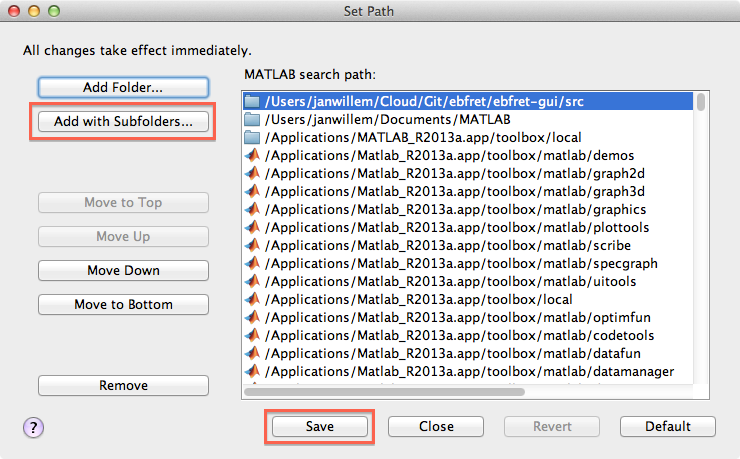 Set Path
All changes take effect immediately.
Add Folder...
Add with Subfolders...
Move to Top
Move Up
Move Down
Move to Bottom
Remove
MATLAB search path:
/Users/janwillem/Cloud/Git/ebfret/ebfret-gui/src
/Users/janwillem/Documents/MATLAB
/Applications/MATLAB_R2013a.app/toolbox/local
/Applications/Matlab_R2013a.app/toolbox/matlab/demos
/Applications/Matlab_R2013a.app/toolbox/matlab/graph2d
/Applications/Matlab_R2013a.app/toolbox/matlab/graph3d
/Applications/Matlab_R2013a.app/toolbox/matlab/graphics
/Applications/Matlab_R2013a.app/toolbox/matlab/plottools
/Applications/Matlab_R2013a.app/toolbox/matlab/scribe
/Applications/Matlab_R2013a.app/toolbox/matlab/specgraph
/Applications/Matlab_R2013a.app/toolbox/matlab/uitools
/Applications/Matlab_R2013a.app/toolbox/local
/Applications/Matlab_R2013a.app/toolbox/matlab/optimfun
/Applications/Matlab_R2013a.app/toolbox/matlab/codetools
/Applications/Matlab_R2013a.app/toolbox/matlab/datafun
/Applications/Matlab_R2013a.app/toolbox/matlab/datamanager
?
Save
Close
Revert
Default